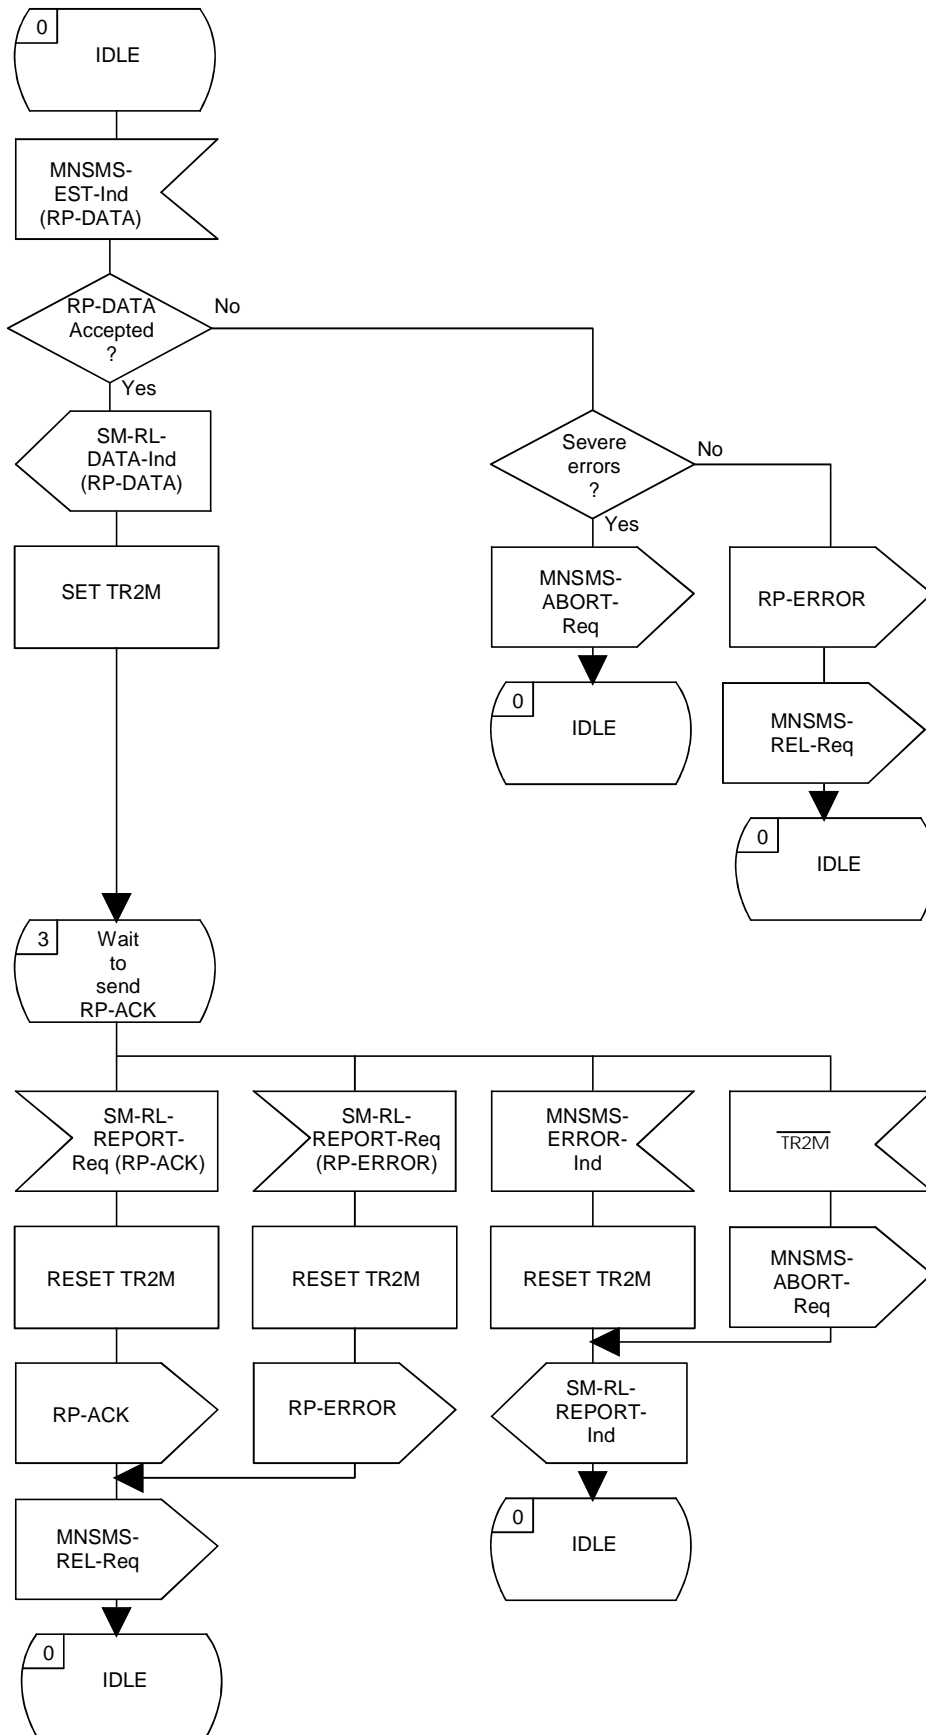 0
IDLE
MNSMS-
EST-Ind
(RP-DATA)
RP-DATA
Accepted
?
No
Yes
SM-RL-
DATA-Ind
(RP-DATA)
Severe
errors
?
No
Yes
SET TR2M
MNSMS-
ABORT-
Req
RP-ERROR
0
IDLE
MNSMS-
REL-Req
0
IDLE
3
Wait
to
send
RP-ACK
SM-RL-
REPORT-
Req (RP-ACK)
SM-RL-
REPORT-Req
(RP-ERROR)
MNSMS-
ERROR-
Ind
TR2M
RESET TR2M
RESET TR2M
RESET TR2M
MNSMS-
ABORT-
Req
RP-ACK
RP-ERROR
SM-RL-
REPORT-
Ind
MNSMS-
REL-Req
0
IDLE
0
IDLE